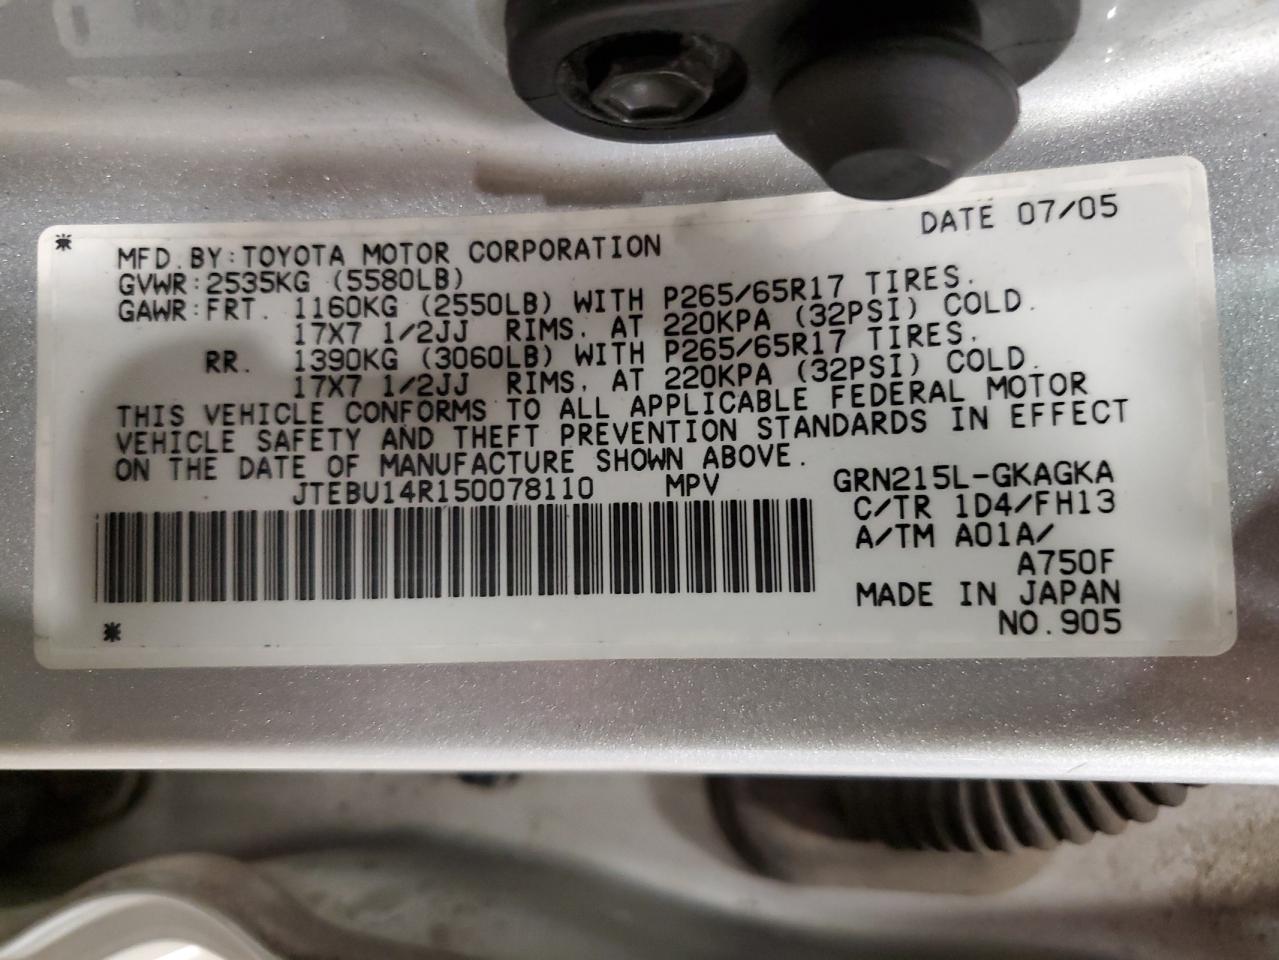 DATE 07/05
MFD.BY:TOYOTA MOTOR CORPORATION
GVWR:2535KG (5580LB)
GAWR:FRT. 1160KG (2550LB) WITH P265/65R17 TIRES.
17X7 1/2JJ RIMS. AT 220KPA (32PSI) COLD.
RR. 1390KG (3060LB) WITH P265/65R17 TIRES.
17X7 1/2JJ RIMS. AT 220KPA (32PSI) COLD.
THIS VEHICLE CONFORMS TO ALL APPLICABLE FEDERAL MOTOR
VEHICLE SAFETY AND THEFT PREVENTION STANDARDS IN EFFECT
ON THE DATE OF MANUFACTURE SHOWN ABOVE.
JTEBU14R150078110 MPV GRN215L-GKAGKA
C/TR 1D4/FH13
A/TM A01A/
A750F
MADE IN JAPAN
NO.905